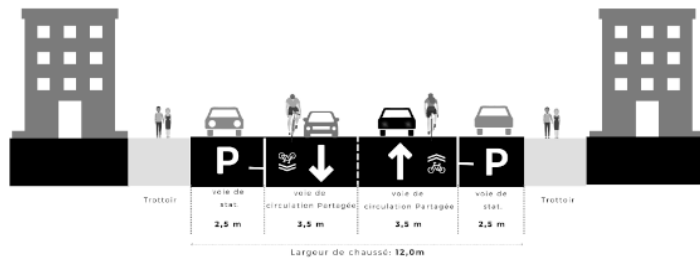 P
P
Trottoir
voie de
stat.
2,5 m
voie de
circulation Partagée
3,5 m
voie de
circulation Partagée
3,5 m
voie de
stat.
2,5 m
Trottoir
Largeur de chaussé: 12,0m